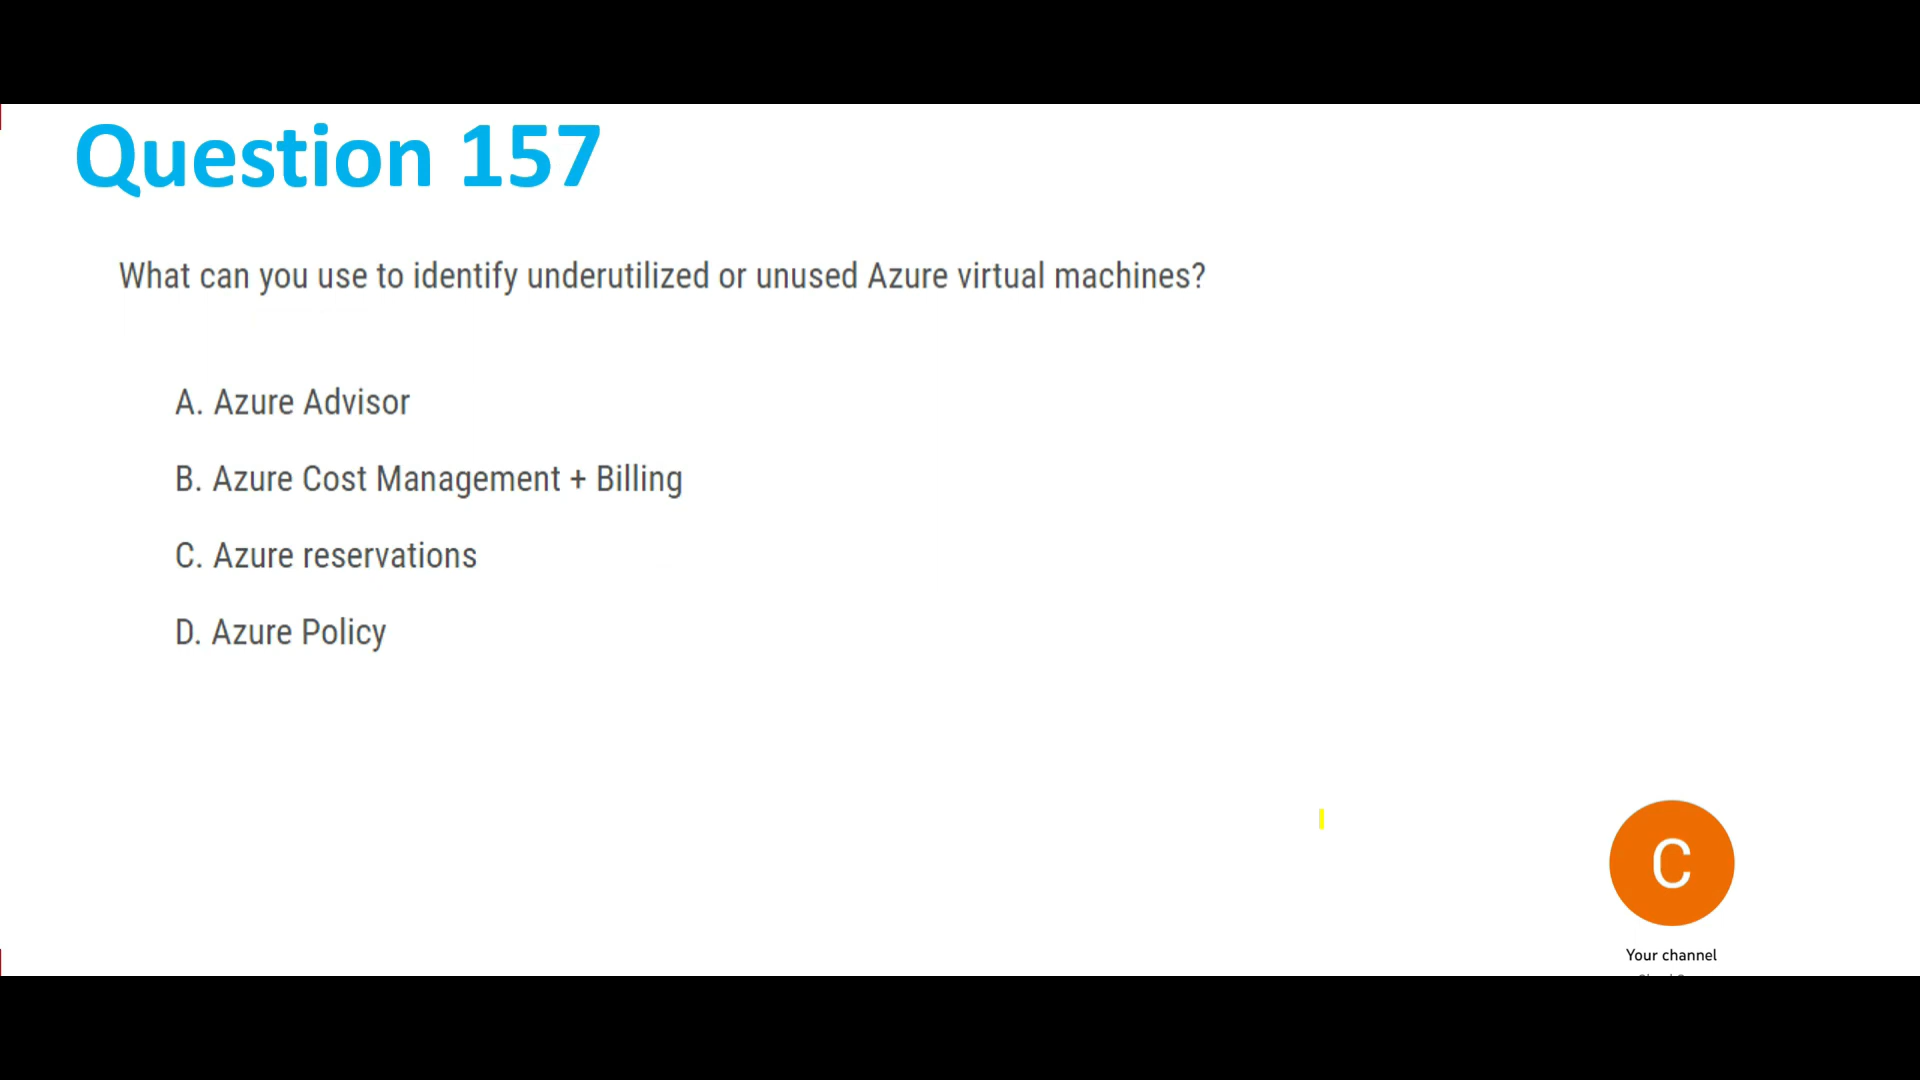 Question 157
What can you use to identify underutilized or unused Azure virtual machines?
A. Azure Advisor
B. Azure Cost Management + Billing
C. Azure reservations
D. Azure Policy
C
Your channel